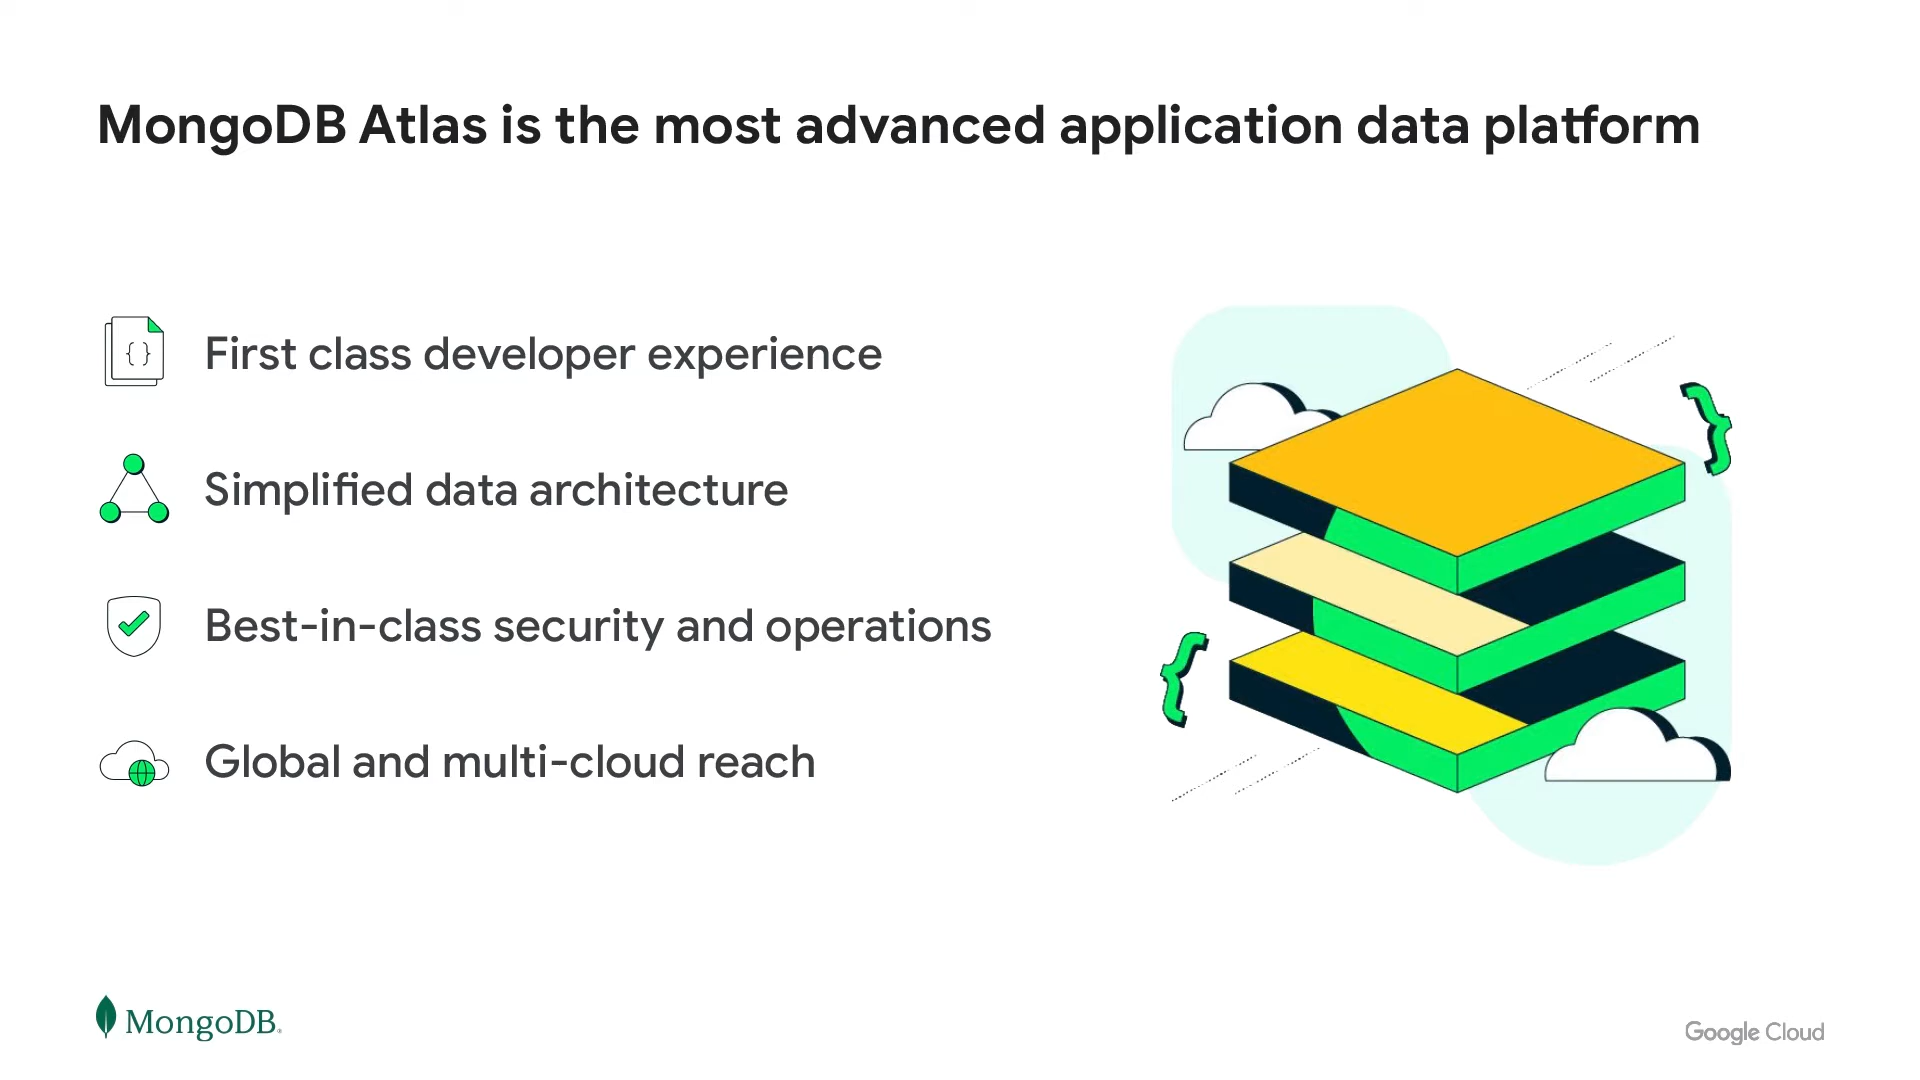 MongoDB Atlas is the most advanced application data platform
{ }
First class developer experience
Simplified data architecture
Best-in-class security and operations
Global and multi-cloud reach
}
{
MongoDB®
Google Cloud